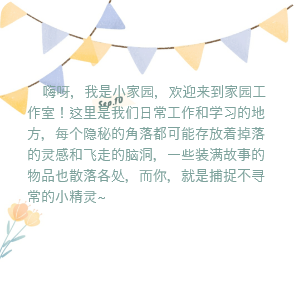 嗨呀，我是小家园，欢迎来到家园工
Sep.TD
作室！这里是我们日常工作和学习的地
方，每个隐秘的角落都可能存放着掉落
的灵感和飞走的脑洞，一些装满故事的
物品也散落各处，而你，就是捕捉不寻
常的小精灵~